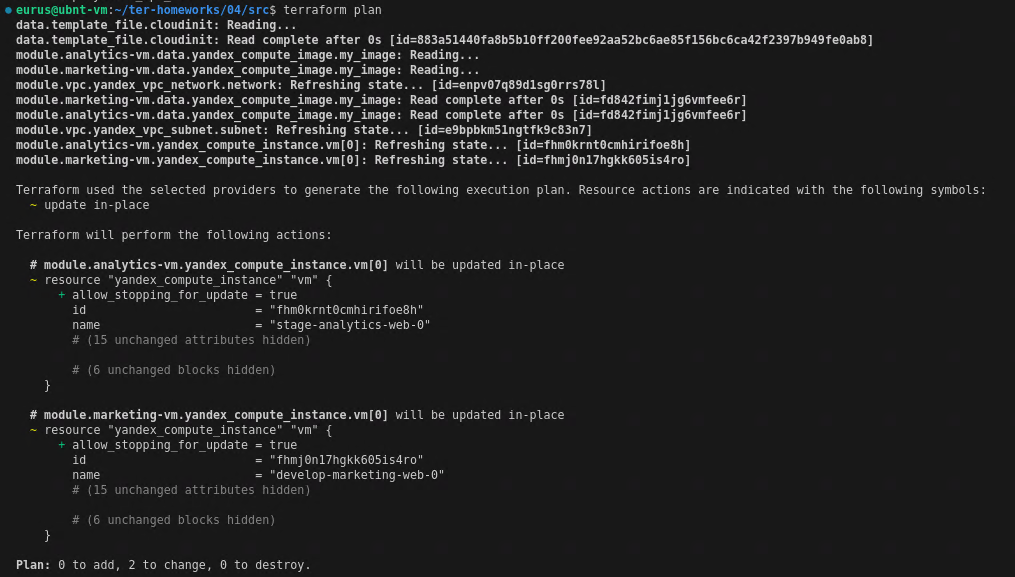 eurus@ubnt-vm:~/ter-homeworks/04/src$ terraform plan
data.template_file.cloudinit: Reading...
data.template_file.cloudinit: Read complete after 0s [id=883a51440fa8b5b10ff200fee92aa52bc6ae85f156bc6ca42f2397b949fe0ab8]
module.analytics-vm.data.yandex_compute_image.my_image: Reading...
module.marketing-vm.data.yandex_compute_image.my_image: Reading...
module.vpc.yandex_vpc_network.network: Refreshing state... [id=enpv07q89d1sg0rrs78l]
module.marketing-vm.data.yandex_compute_image.my_image: Read complete after 0s [id=fd842fimj1jg6vmfee6r]
module.analytics-vm.data.yandex_compute_image.my_image: Read complete after 0s [id=fd842fimj1jg6vmfee6r]
module.vpc.yandex_vpc_subnet.subnet: Refreshing state... [id=e9bpbkm51ngtfk9c83n7]
module.analytics-vm.yandex_compute_instance.vm[0]: Refreshing state... [id=fhm0krnt0cmhirifoe8h]
module.marketing-vm.yandex_compute_instance.vm[0]: Refreshing state... [id=fhmj0n17hgkk605is4ro]
Terraform used the selected providers to generate the following execution plan. Resource actions are indicated with the following symbols:
~ update in-place
Terraform will perform the following actions:
# module.analytics-vm.yandex_compute_instance.vm[0] will be updated in-place
~ resource "yandex_compute_instance" "vm" {
+ allow_stopping_for_update = true
id = "fhm0krnt0cmhirifoe8h"
name = "stage-analytics-web-0"
# (15 unchanged attributes hidden)
# (6 unchanged blocks hidden)
}
# module.marketing-vm.yandex_compute_instance.vm[0] will be updated in-place
~ resource "yandex_compute_instance" "vm" {
+ allow_stopping_for_update = true
id = "fhmj0n17hgkk605is4ro"
name = "develop-marketing-web-0"
# (15 unchanged attributes hidden)
# (6 unchanged blocks hidden)
}
Plan: 0 to add, 2 to change, 0 to destroy.